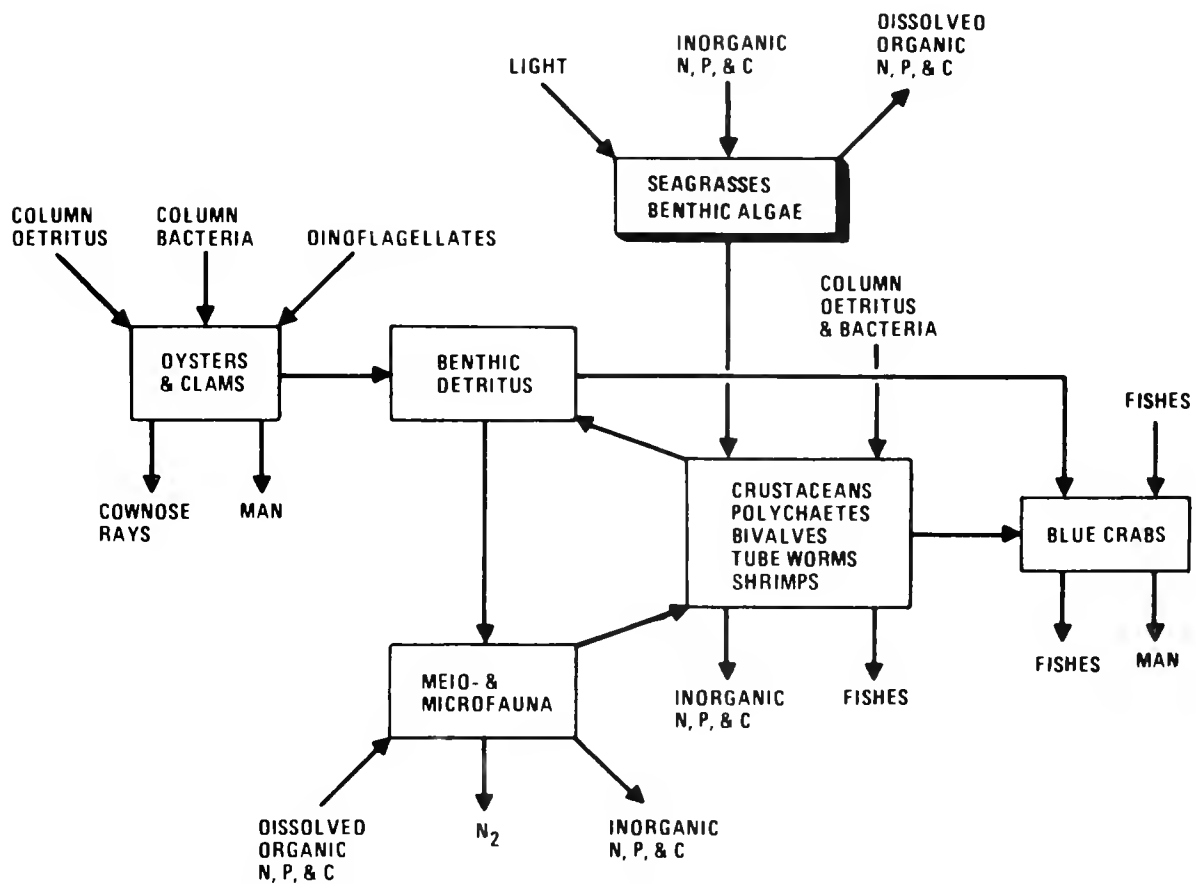 DISSOLVED
ORGANIC
N, P, & C
INORGANIC
N, P, & C
LIGHT
SEAGRASSES
BENTHIC ALGAE
COLUMN
OETRITUS
COLUMN
BACTERIA
OINOFLAGELLATES
COLUMN
OETRITUS
& BACTERIA
OYSTERS
& CLAMS
BENTHIC
DETRITUS
FISHES
CRUSTACEANS
POLYCHAETES
BIVALVES
TUBE WORMS
SHRIMPS
BLUE CRABS
COWNOSE
RAYS
MAN
MEIO- &
MICROFAUNA
INORGANIC
N, P, & C
FISHES
FISHES
MAN
DISSOLVED
ORGANIC
N, P, & C
N2
INORGANIC
N, P, & C